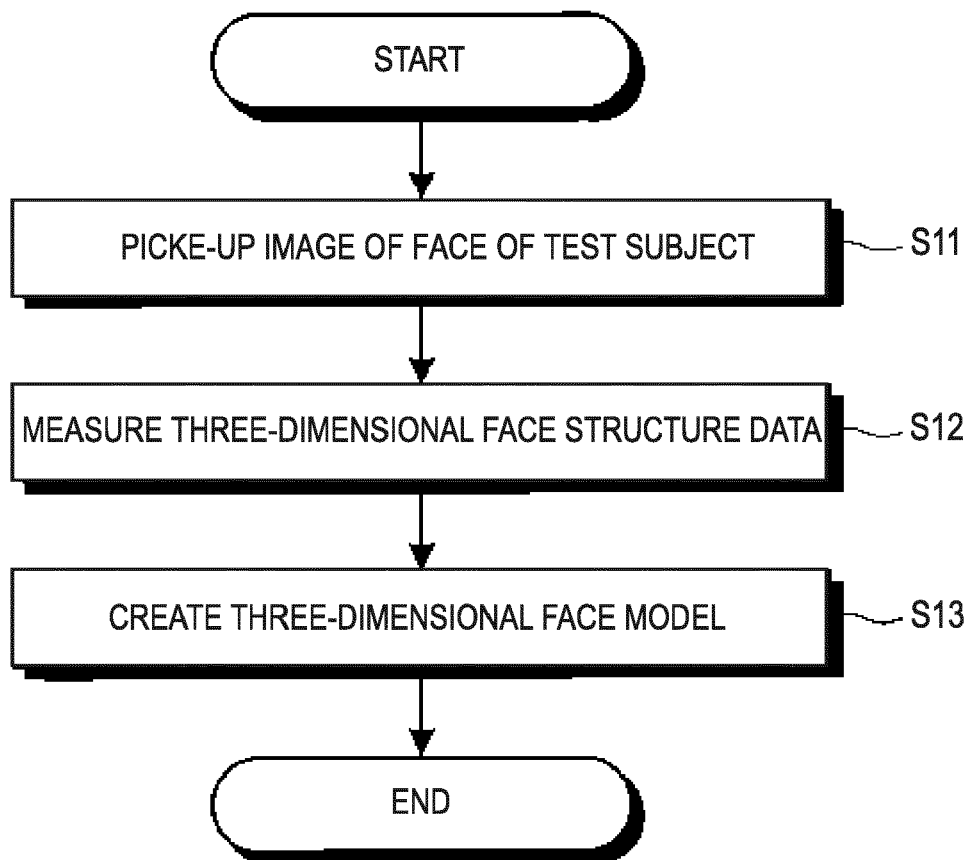 START
PICKE-UP IMAGE OF FACE OF TEST SUBJECT
S11
MEASURE THREE-DIMENSIONAL FACE STRUCTURE DATA
S12
CREATE THREE-DIMENSIONAL FACE MODEL
S13
END